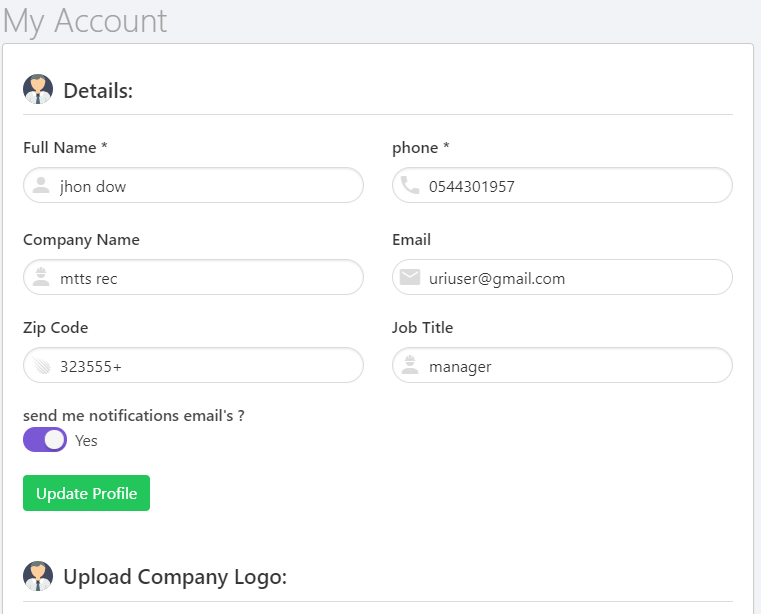 My Account
Details:
Full Name *
phone *
jhon dow
0544301957
Company Name
Email
mtts rec
uriuser@gmail.com
Zip Code
Job Title
323555+
manager
send me notifications email's ?
Yes
Update Profile
Upload Company Logo: